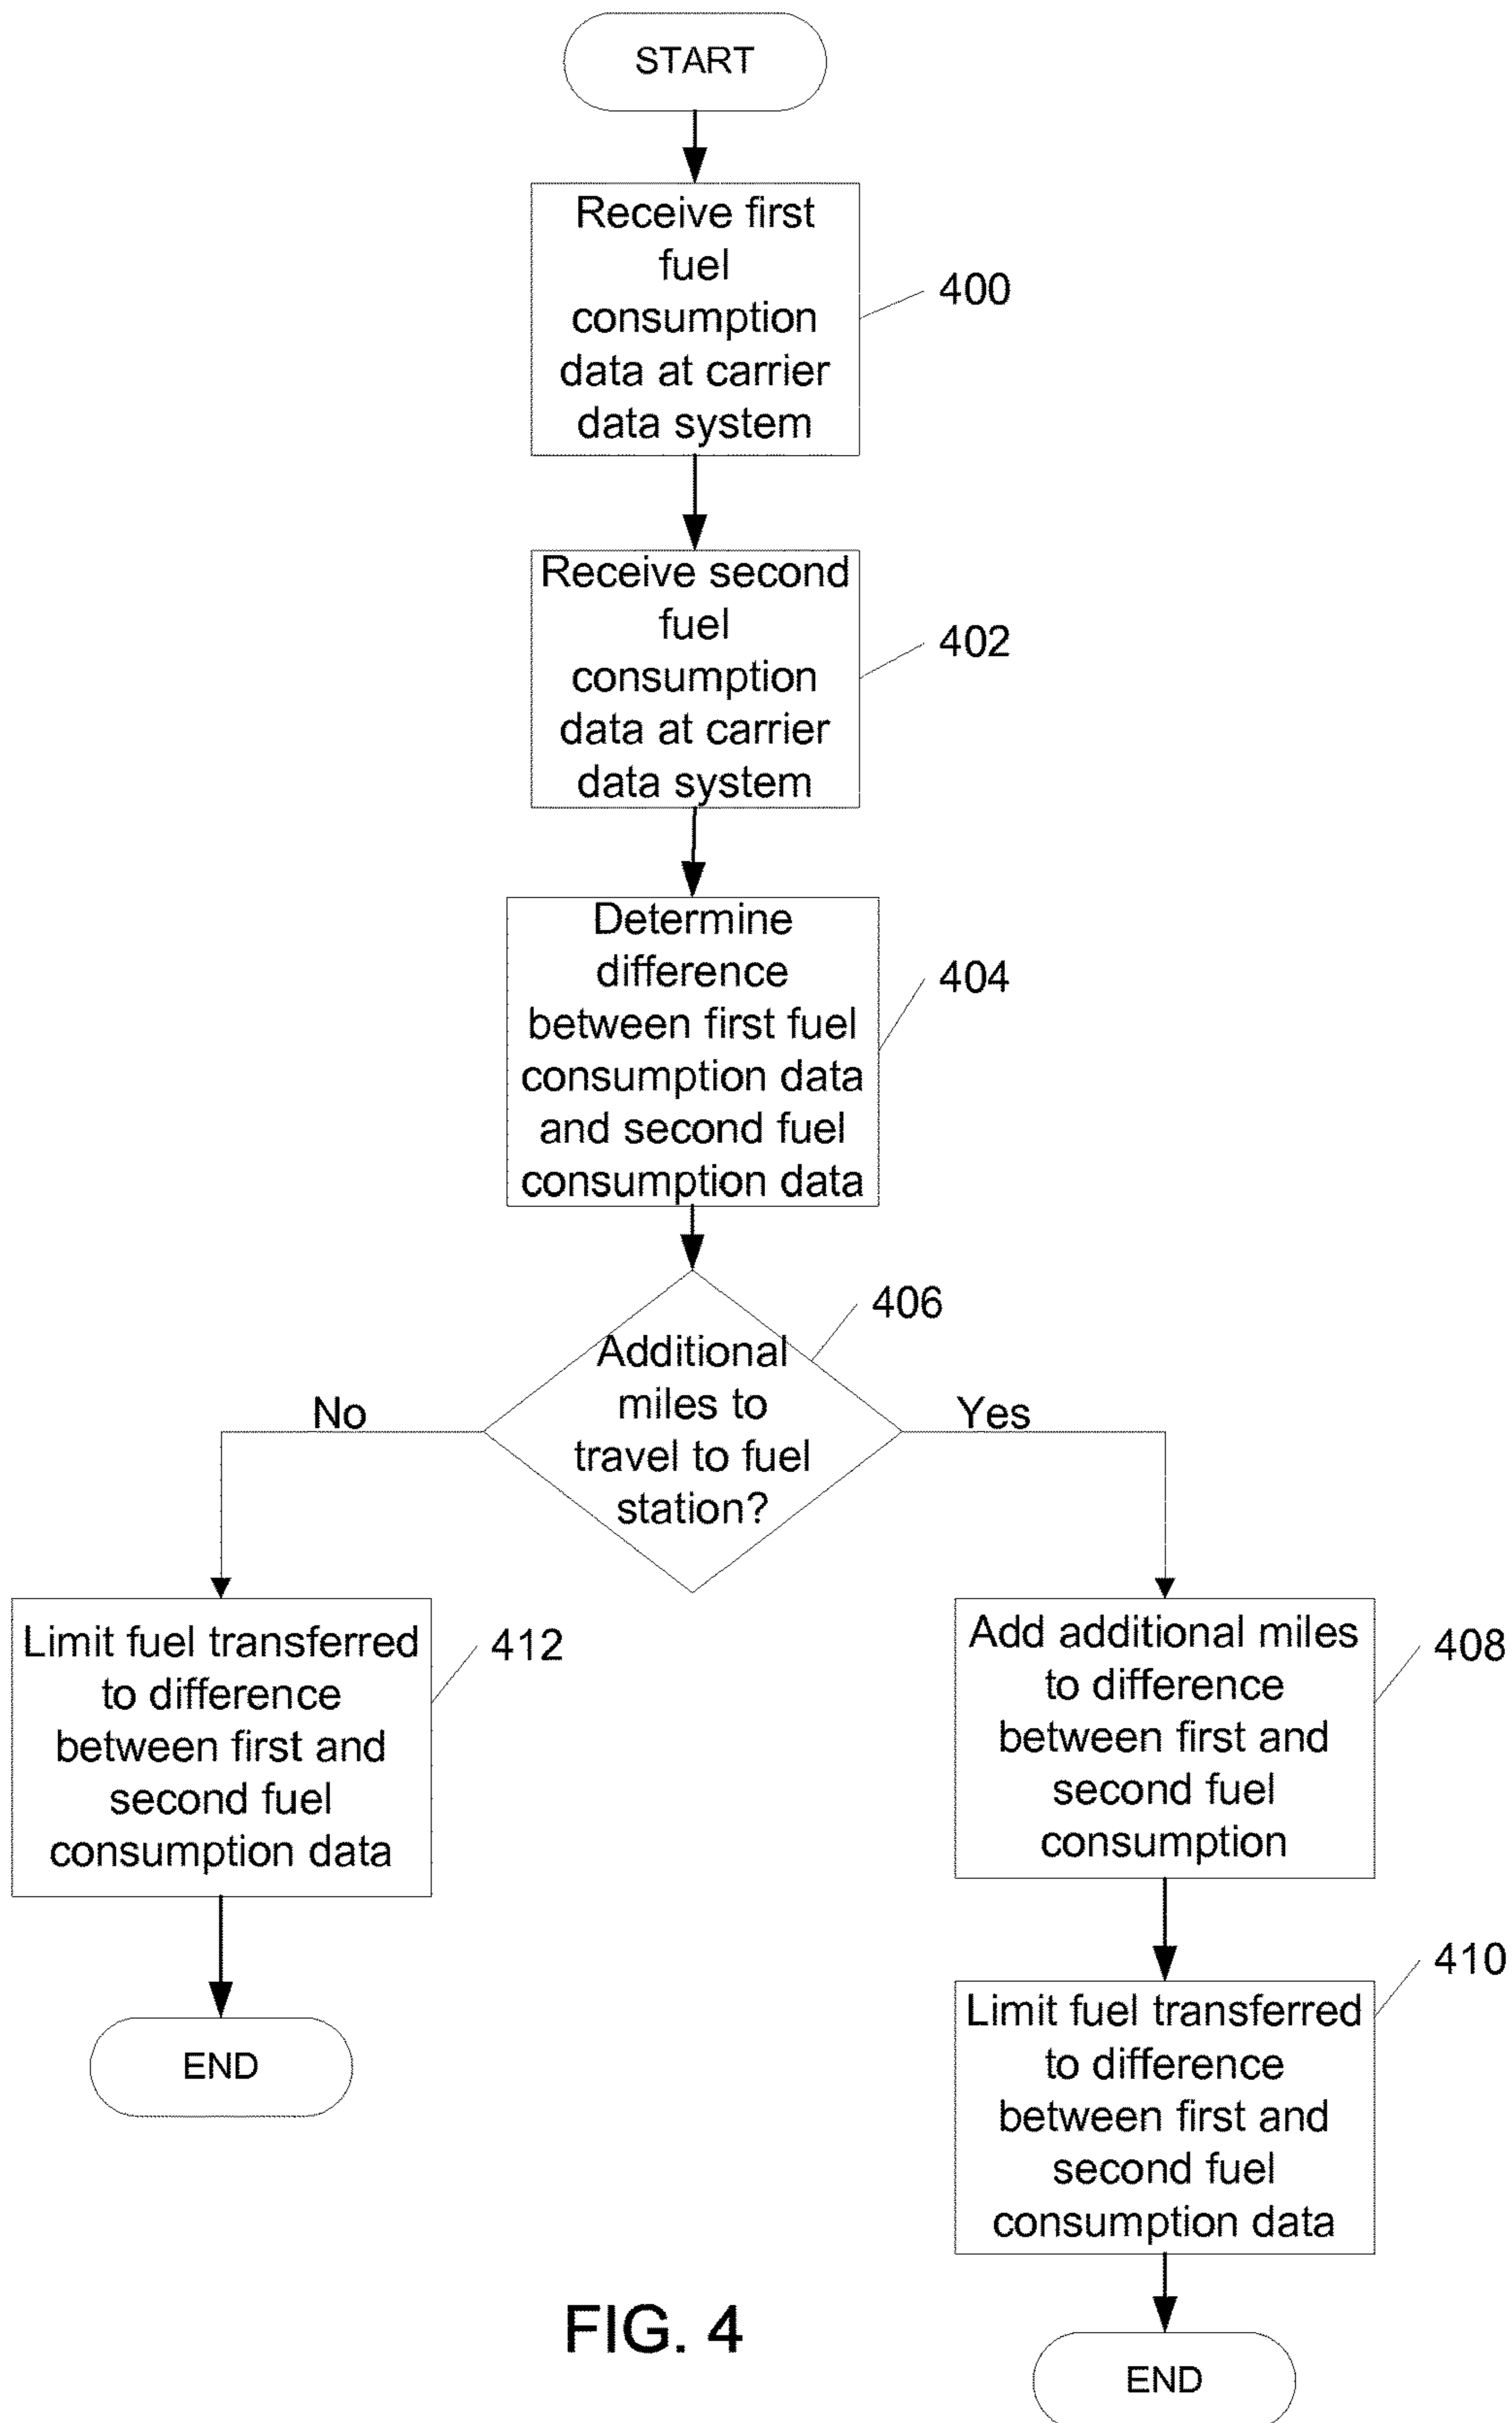 START
Receive first
fuel
consumption
data at carrier
data system
400
Receive second
fuel
consumption
data at carrier
data system
402
Determine
difference
between first fuel
consumption data
and second fuel
consumption data
404
Additional
miles to
travel to fuel
station?
406
No
Yes
Limit fuel transferred
to difference
between first and
second fuel
consumption data
412
END
Add additional miles
to difference
between first and
second fuel
consumption
408
Limit fuel transferred
to difference
between first and
second fuel
consumption data
410
END
FIG. 4